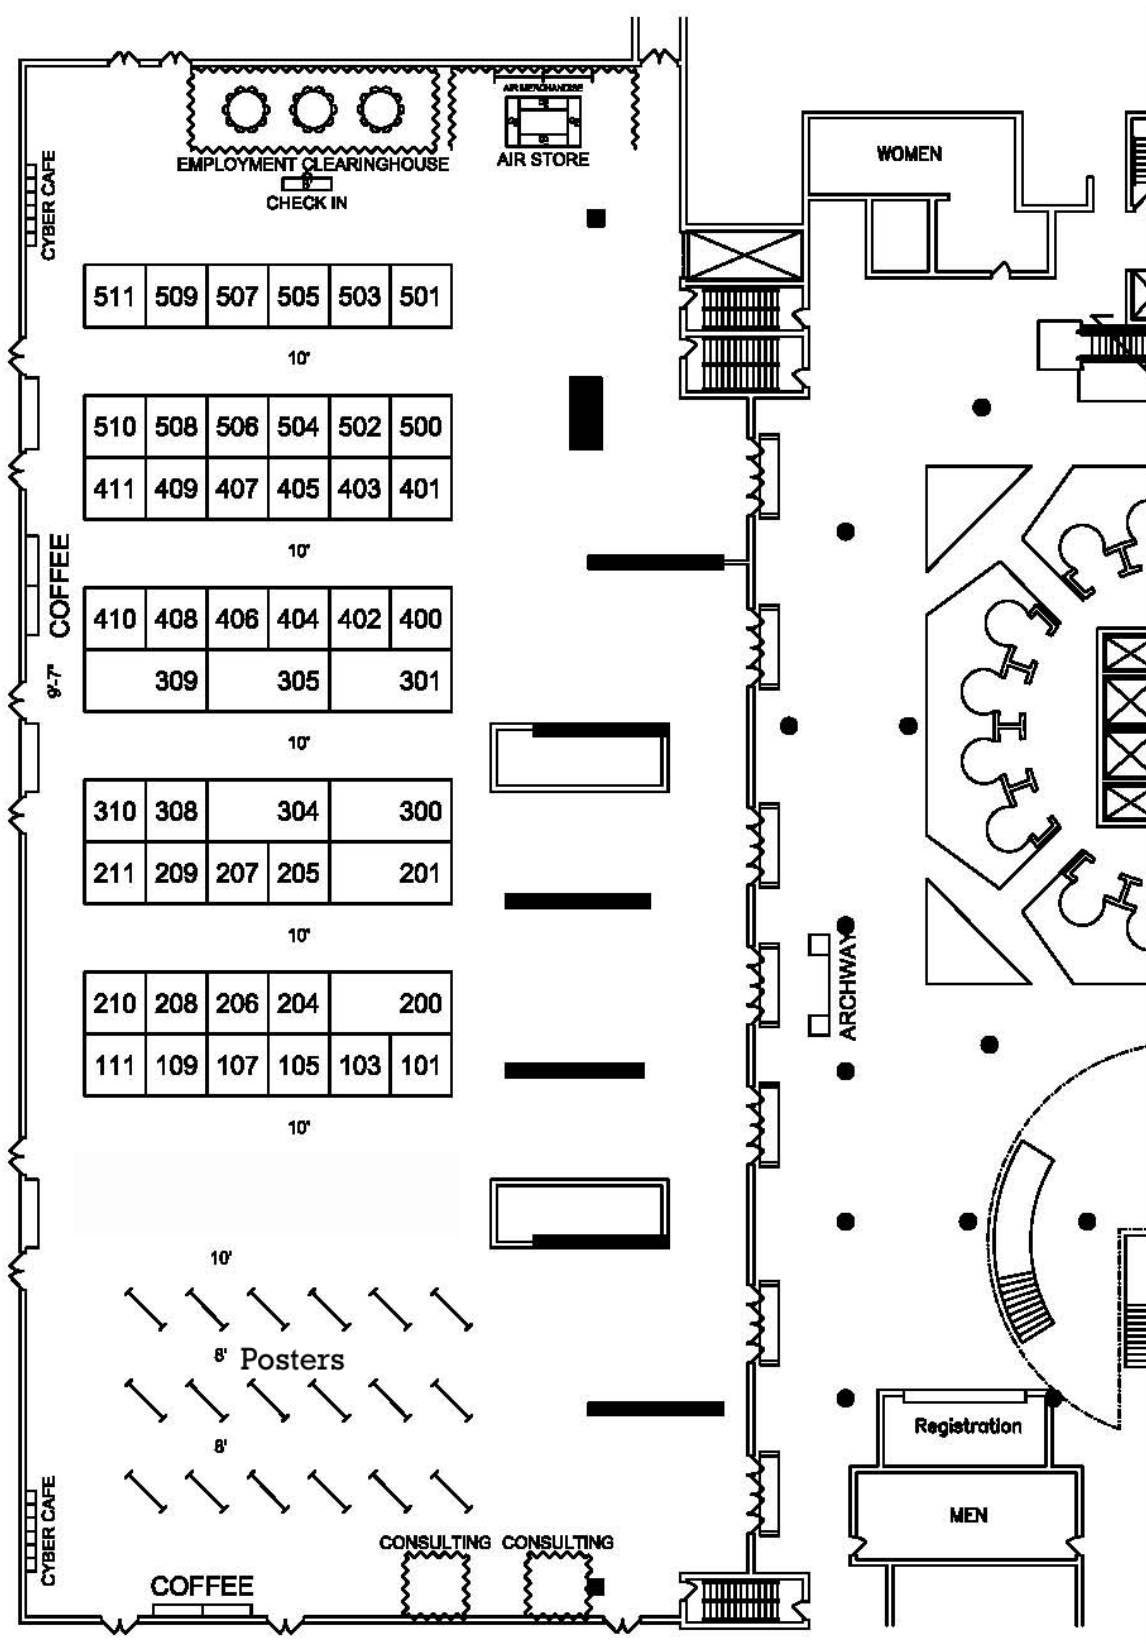 AIR MERCHANDISE
EMPLOYMENT CLEARINGHOUSE
AIR STORE
WOMEN
CYBER CAFE
8'
CHECK IN
511 509 507 505 503 501
10'
510 508 506 504 502 500
411 409 407 405 403 401
10'
COFFEE
410 408 406 404 402 400
9'-7"
309 305 301
10'
310 308 304 300
211 209 207 205 201
10'
ARCHWAY
210 208 206 204 200
111 109 107 105 103 101
10'
10'
8' Posters
Registration
8'
CYBER CAFE
MEN
CONSULTING CONSULTING
COFFEE